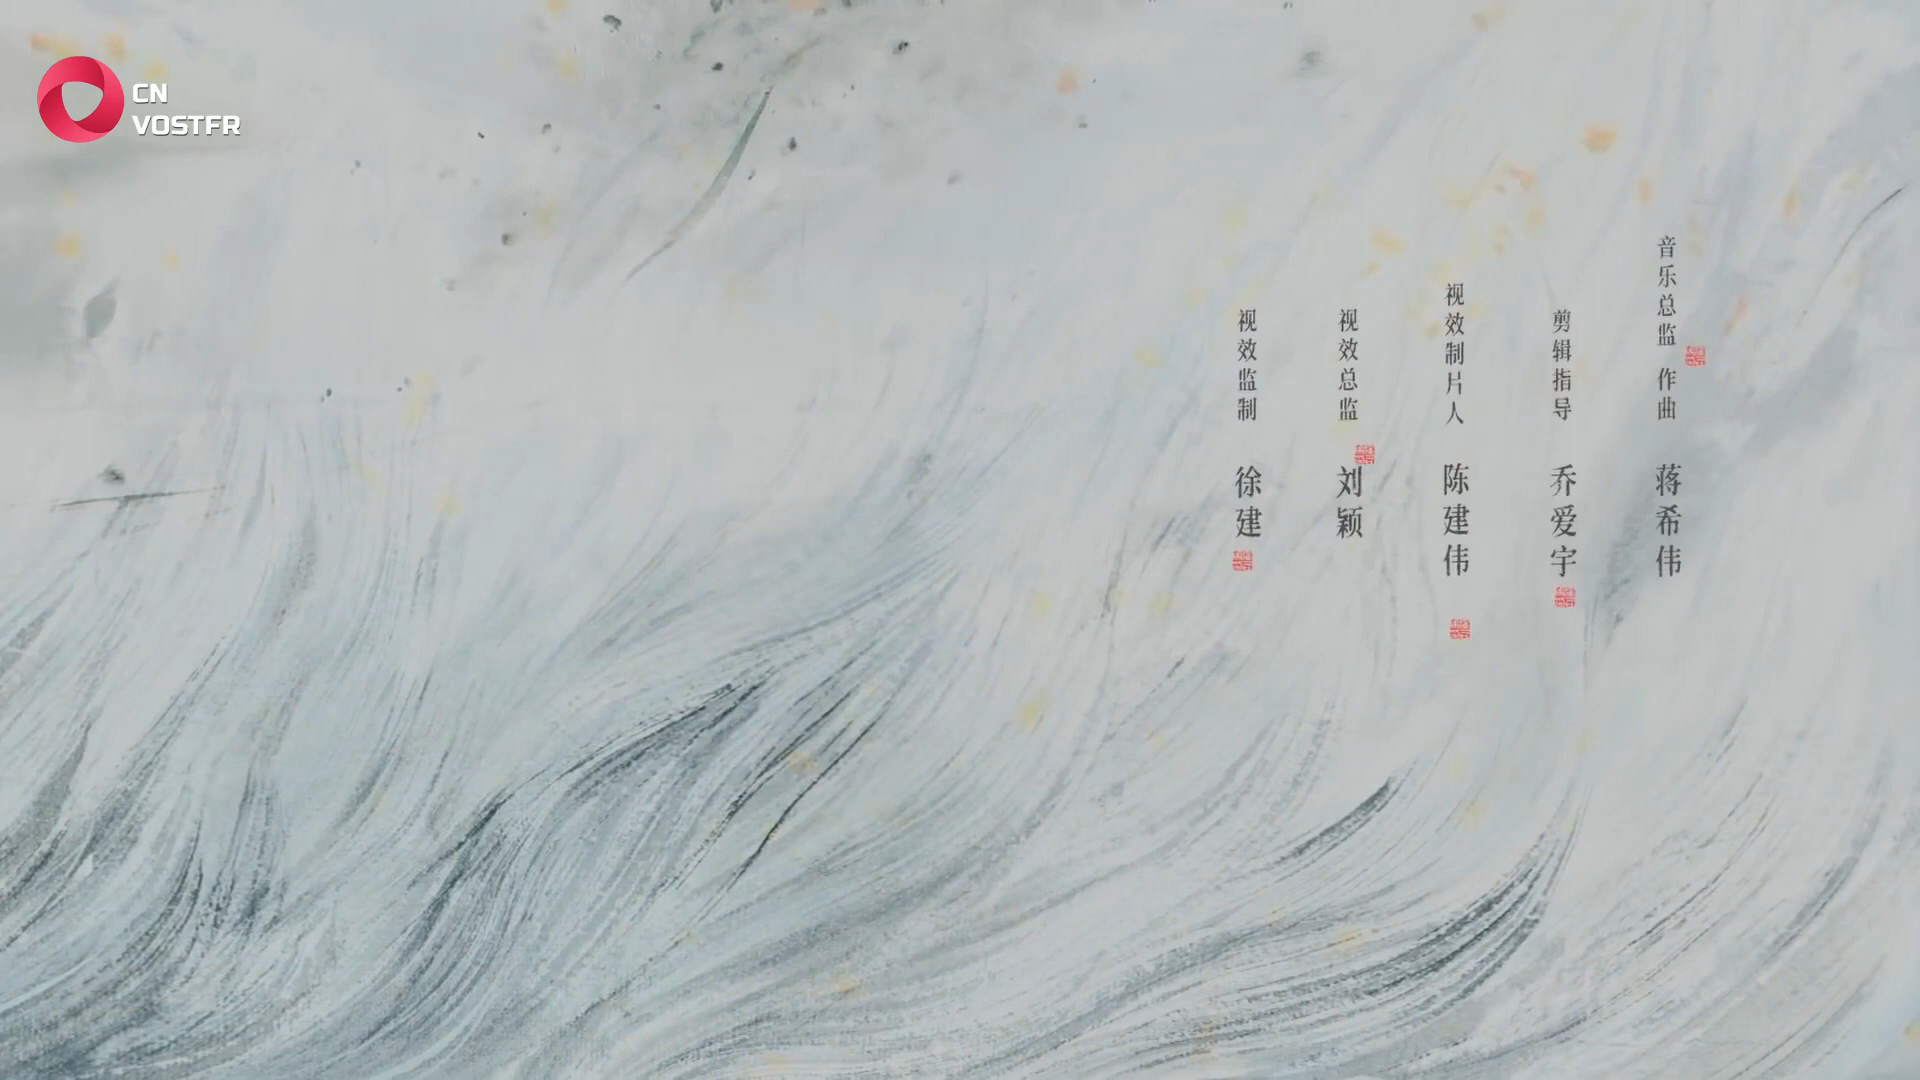 CN
VOSTFR
音乐总监 作曲 蒋希伟
剪辑指导 乔爱宇
视效制片人 陈建伟
视效总监 刘颖
视效监制 徐建